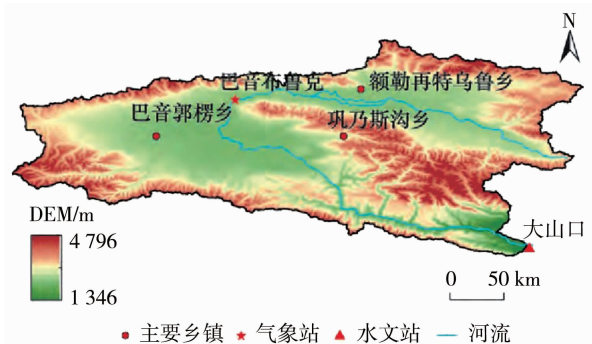 N
巴音布鲁克
额勒再特乌鲁乡
巴音郭楞乡
巩乃斯沟乡
DEM/m
4 796
1 346
大山口
0 50 km
主要乡镇 气象站 水文站 河流